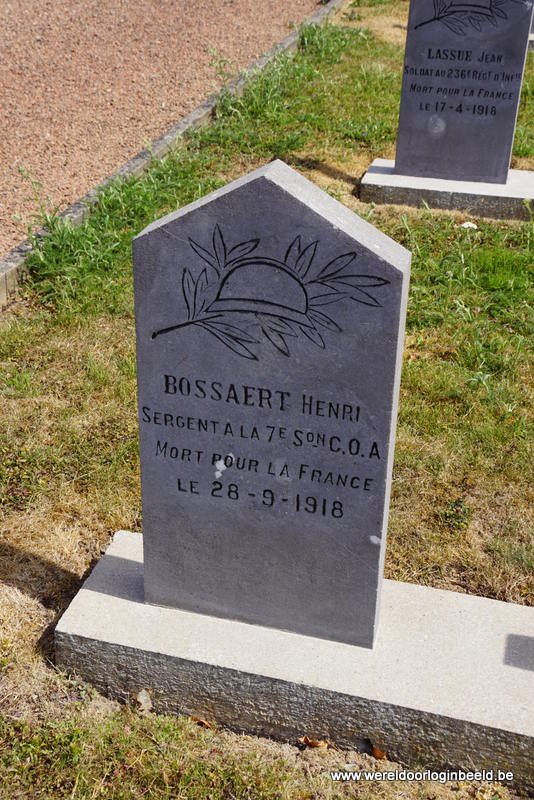 LASSUE JEAN
SOLDAT AU 236E RÉGT D'INFIE
MORT POUR LA FRANCE
LE 17-4-1918
BOSSAERT HENRI
SERGENT A LA 7E SON C.O.A
MORT POUR LA FRANCE
LE 28-9-1918
www.wereldoorloginbeeld.be